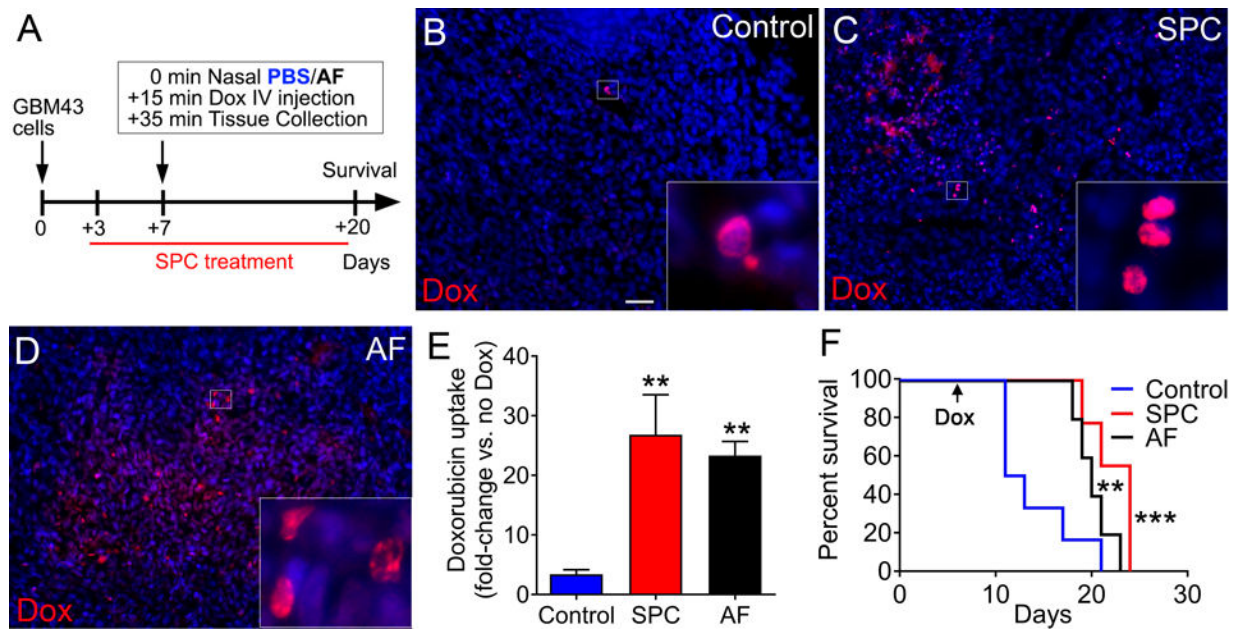 A
0 min Nasal PBS/AF
+15 min Dox IV injection
+35 min Tissue Collection
GBM43
cells
Survival
0
+3
+7
+20
SPC treatment
Days
B
Control
Dox
C
SPC
Dox
D
AF
Dox
E
Doxorubicin uptake
(fold-change vs. no Dox)
40
30
20
10
0
**
**
Control
SPC
AF
F
Percent survival
100
80
60
40
20
0
Dox
Control
SPC
AF
**
***
0
10
20
30
Days